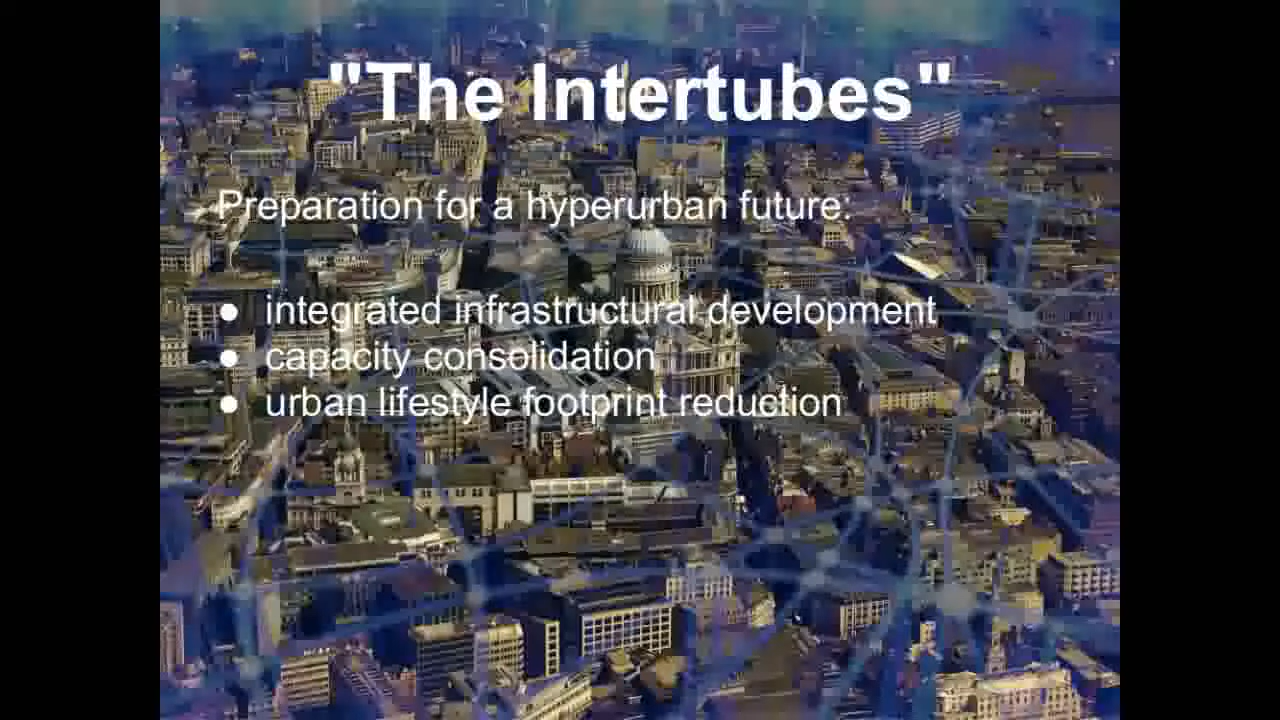 "The Intertubes"
Preparation for a hyperurban future:
● integrated infrastructural development
● capacity consolidation
● urban lifestyle footprint reduction